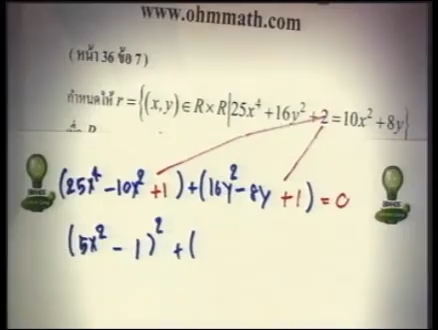 www.ohmmath.com
(หน้า 36 ข้อ 7)
กำหนดให้ r = {(x, y) ∈ R × R | 25x⁴ + 16y² + 2 = 10x² + 8y}
(25x⁴ − 10x² + 1) + (16y² − 8y + 1) = 0
(5x² − 1)² + (